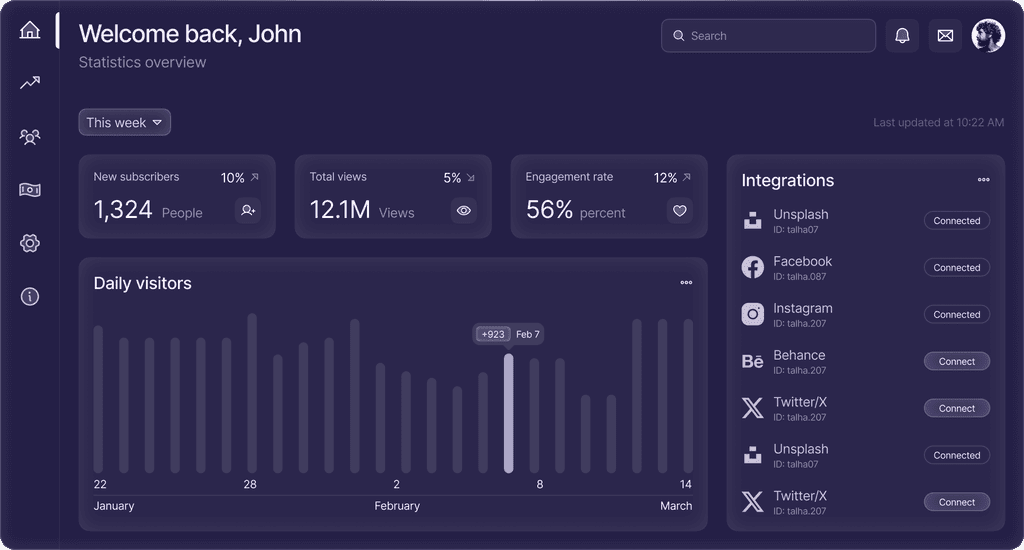 Welcome back, John
Statistics overview
Search
This week
Last updated at 10:22 AM
New subscribers
10%
1,324 People
Total views
5%
12.1M Views
Engagement rate
12%
56% percent
Daily visitors
+923 Feb 7
22 28 2 8 14
January February March
Integrations
Unsplash
ID: talha07
Connected
Facebook
ID: talha.087
Connected
Instagram
ID: talha.207
Connected
Bē
Behance
ID: talha.207
Connect
Twitter/X
ID: talha.207
Connect
Unsplash
ID: talha07
Connected
Twitter/X
ID: talha.207
Connect